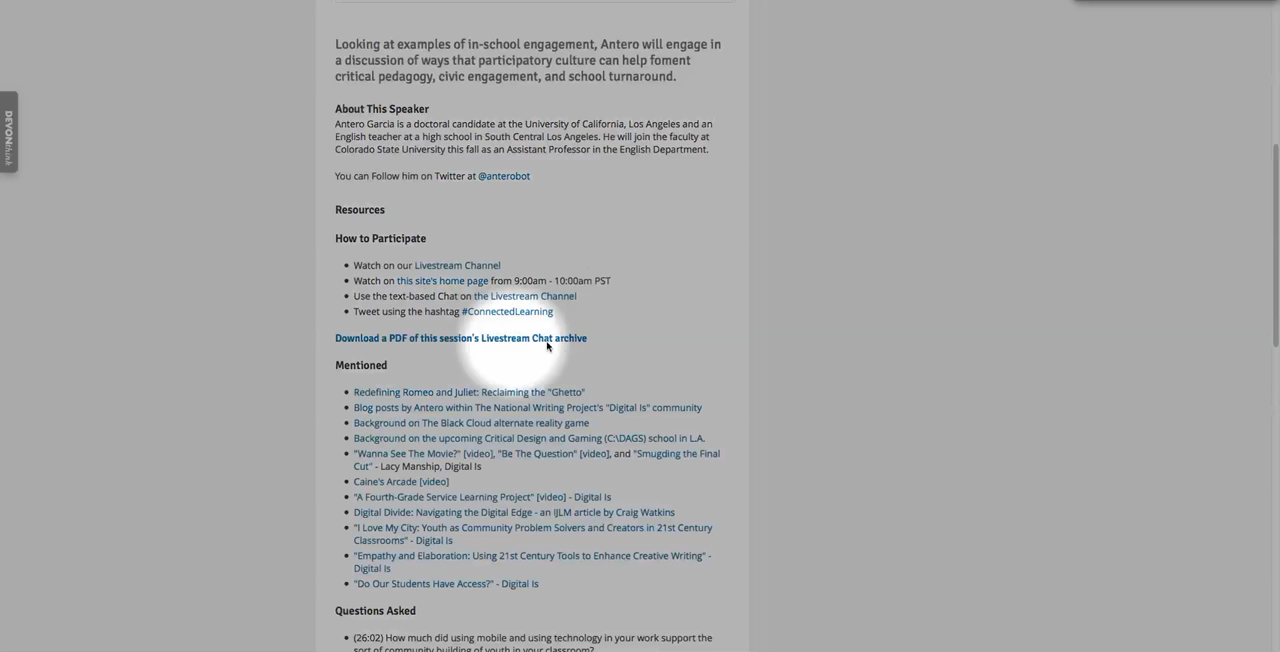 Looking at examples of in-school engagement, Antero will engage in
a discussion of ways that participatory culture can help foment
critical pedagogy, civic engagement, and school turnaround.
About This Speaker
Antero Garcia is a doctoral candidate at the University of California, Los Angeles and an
English teacher at a high school in South Central Los Angeles. He will join the faculty at
Colorado State University this fall as an Assistant Professor in the English Department.
You can Follow him on Twitter at @anterobot
DEVONthink
Resources
How to Participate
• Watch on our Livestream Channel
• Watch on this site's home page from 9:00am - 10:00am PST
• Use the text-based Chat on the Livestream Channel
• Tweet using the hashtag #ConnectedLearning
Download a PDF of this session's Livestream Chat archive
Mentioned
• Redefining Romeo and Juliet: Reclaiming the "Ghetto"
• Blog posts by Antero within The National Writing Project's "Digital Is" community
• Background on The Black Cloud alternate reality game
• Background on the upcoming Critical Design and Gaming (C:\DAGS) school in L.A.
• "Wanna See The Movie?" [video], "Be The Question" [video], and "Smugding the Final
Cut" - Lacy Manship, Digital Is
• Caine's Arcade [video]
• "A Fourth-Grade Service Learning Project" [video] - Digital Is
• Digital Divide: Navigating the Digital Edge - an IJLM article by Craig Watkins
• "I Love My City: Youth as Community Problem Solvers and Creators in 21st Century
Classrooms" - Digital Is
• "Empathy and Elaboration: Using 21st Century Tools to Enhance Creative Writing" -
Digital Is
• "Do Our Students Have Access?" - Digital Is
Questions Asked
• (26:02) How much did using mobile and using technology in your work support the
sort of community building of youth in your classroom?